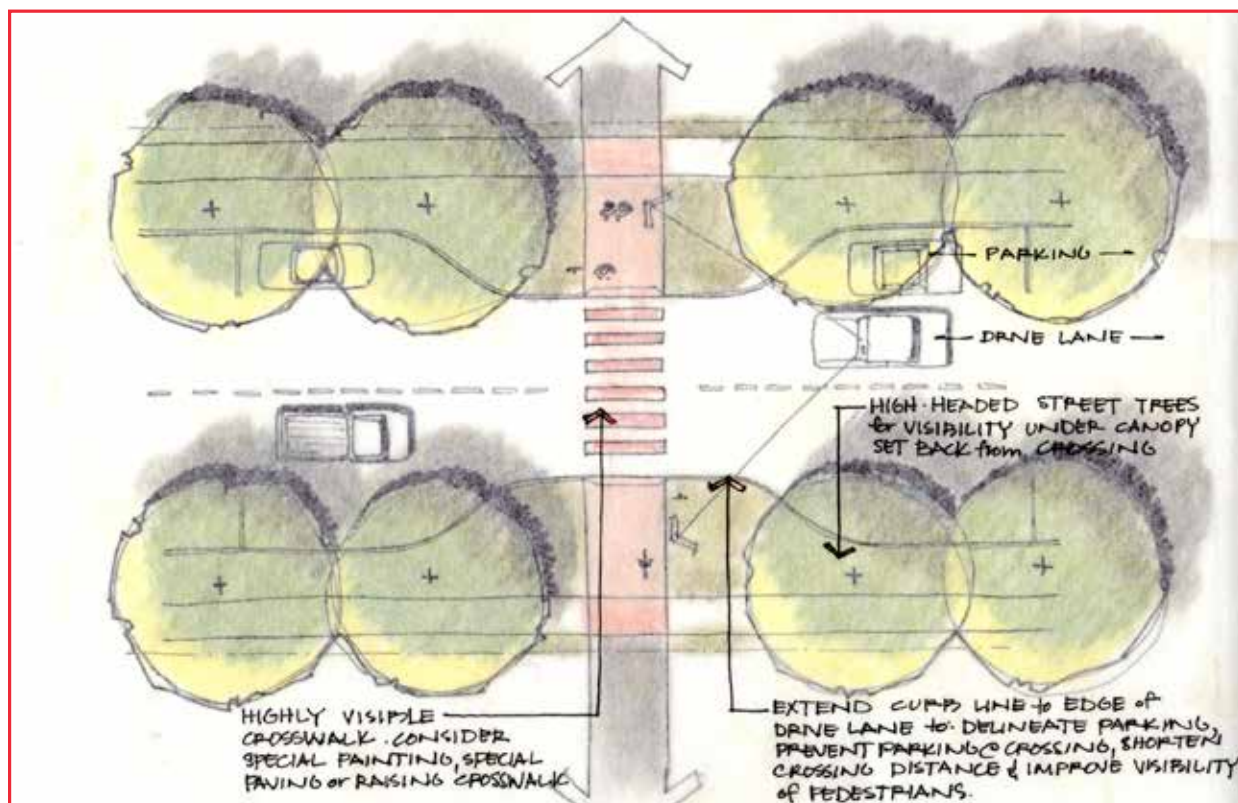 — PARKING —
— DRIVE LANE —
HIGH-HEADED STREET TREES
for VISIBILITY UNDER CANOPY
SET BACK from CROSSING
HIGHLY VISIBLE
CROSSWALK. CONSIDER
SPECIAL PAINTING, SPECIAL
PAVING or RAISING CROSSWALK
EXTEND CURB LINE to EDGE of
DRIVE LANE to: DELINEATE PARKING,
PREVENT PARKING @ CROSSING, SHORTEN
CROSSING DISTANCE & IMPROVE VISIBILITY
of PEDESTRIANS.